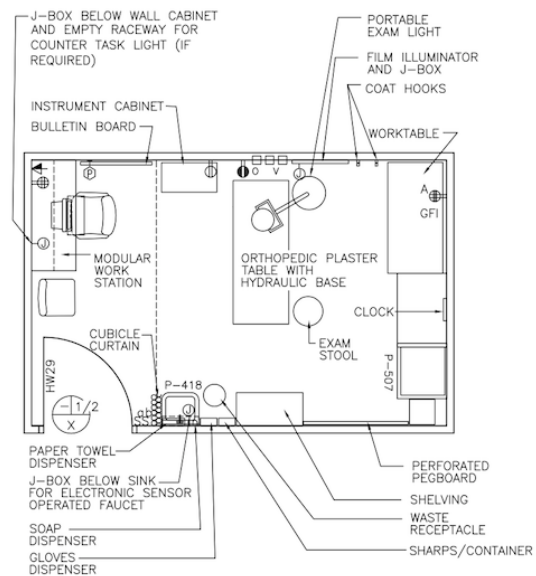 J-BOX BELOW WALL CABINET
AND EMPTY RACEWAY FOR
COUNTER TASK LIGHT (IF
REQUIRED)
PORTABLE
EXAM LIGHT
FILM ILLUMINATOR
AND J-BOX
COAT HOOKS
INSTRUMENT CABINET
BULLETIN BOARD
WORKTABLE
P
O V
J
A
GFI
J
MODULAR
WORK
STATION
ORTHOPEDIC PLASTER
TABLE WITH
HYDRAULIC BASE
CLOCK
CUBICLE
CURTAIN
EXAM
STOOL
HW29
P-418
P-507
J
1/2
X
PAPER TOWEL
DISPENSER
J-BOX BELOW SINK
FOR ELECTRONIC SENSOR
OPERATED FAUCET
SOAP
DISPENSER
GLOVES
DISPENSER
PERFORATED
PEGBOARD
SHELVING
WASTE
RECEPTACLE
SHARPS/CONTAINER